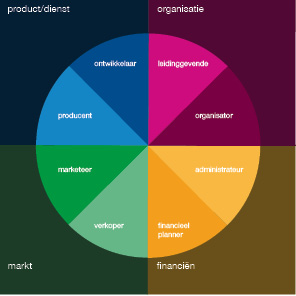 product/dienst organisatie
ontwikkelaar leidinggevende
producent organisator
marketeer administrateur
verkoper financieel
planner
markt financiën